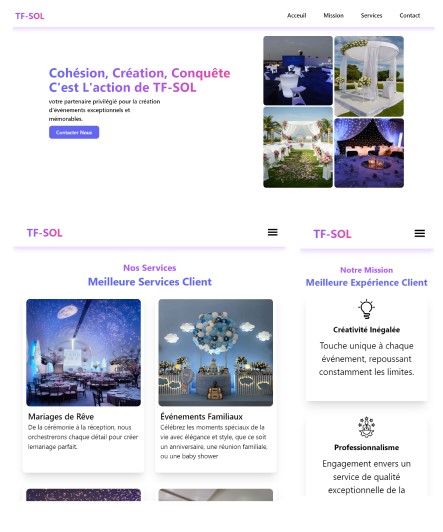 TF-SOL
Acceuil Mission Services Contact
Cohésion, Création, Conquête
C'est L'action de TF-SOL
votre partenaire privilégié pour la création
d'évènements exceptionnels et
mémorables.
Contacter Nous
TF-SOL
Nos Services
Meilleure Services Client
Mariages de Rêve
De la cérémonie à la réception, nous
orchestrerons chaque détail pour créer
lemariage parfait.
Événements Familiaux
Célébrez les moments spéciaux de la
vie avec élégance et style, que ce soit
un anniversaire, une réunion familiale,
ou une baby shower
TF-SOL
Notre Mission
Meilleure Expérience Client
Créativité Inégalée
Touche unique à chaque
événement, repoussant
constamment les limites.
Professionnalisme
Engagement envers un
service de qualité
exceptionnelle de la